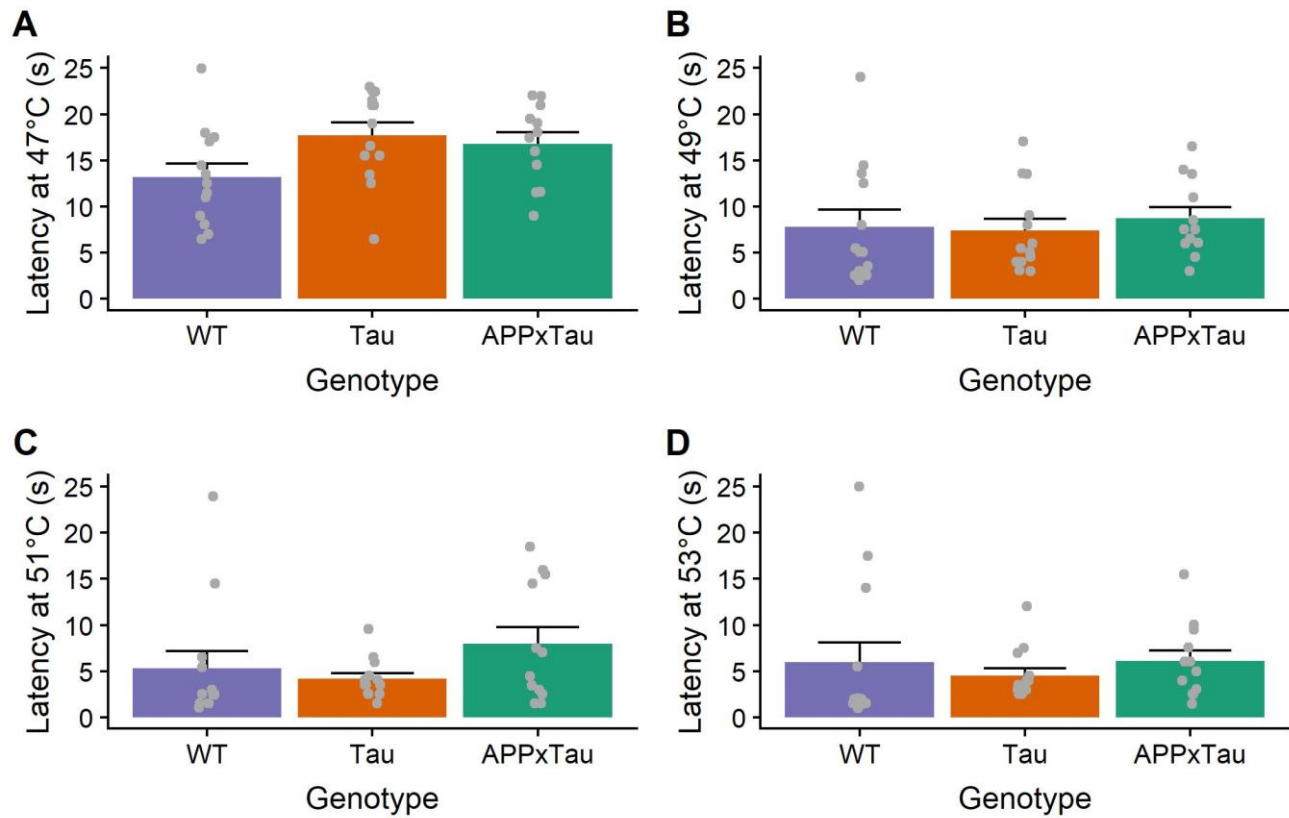 A
Latency at 47°C (s)
25
20
15
10
5
0
WT Tau APPxTau
Genotype
B
Latency at 49°C (s)
25
20
15
10
5
0
WT Tau APPxTau
Genotype
C
Latency at 51°C (s)
25
20
15
10
5
0
WT Tau APPxTau
Genotype
D
Latency at 53°C (s)
25
20
15
10
5
0
WT Tau APPxTau
Genotype